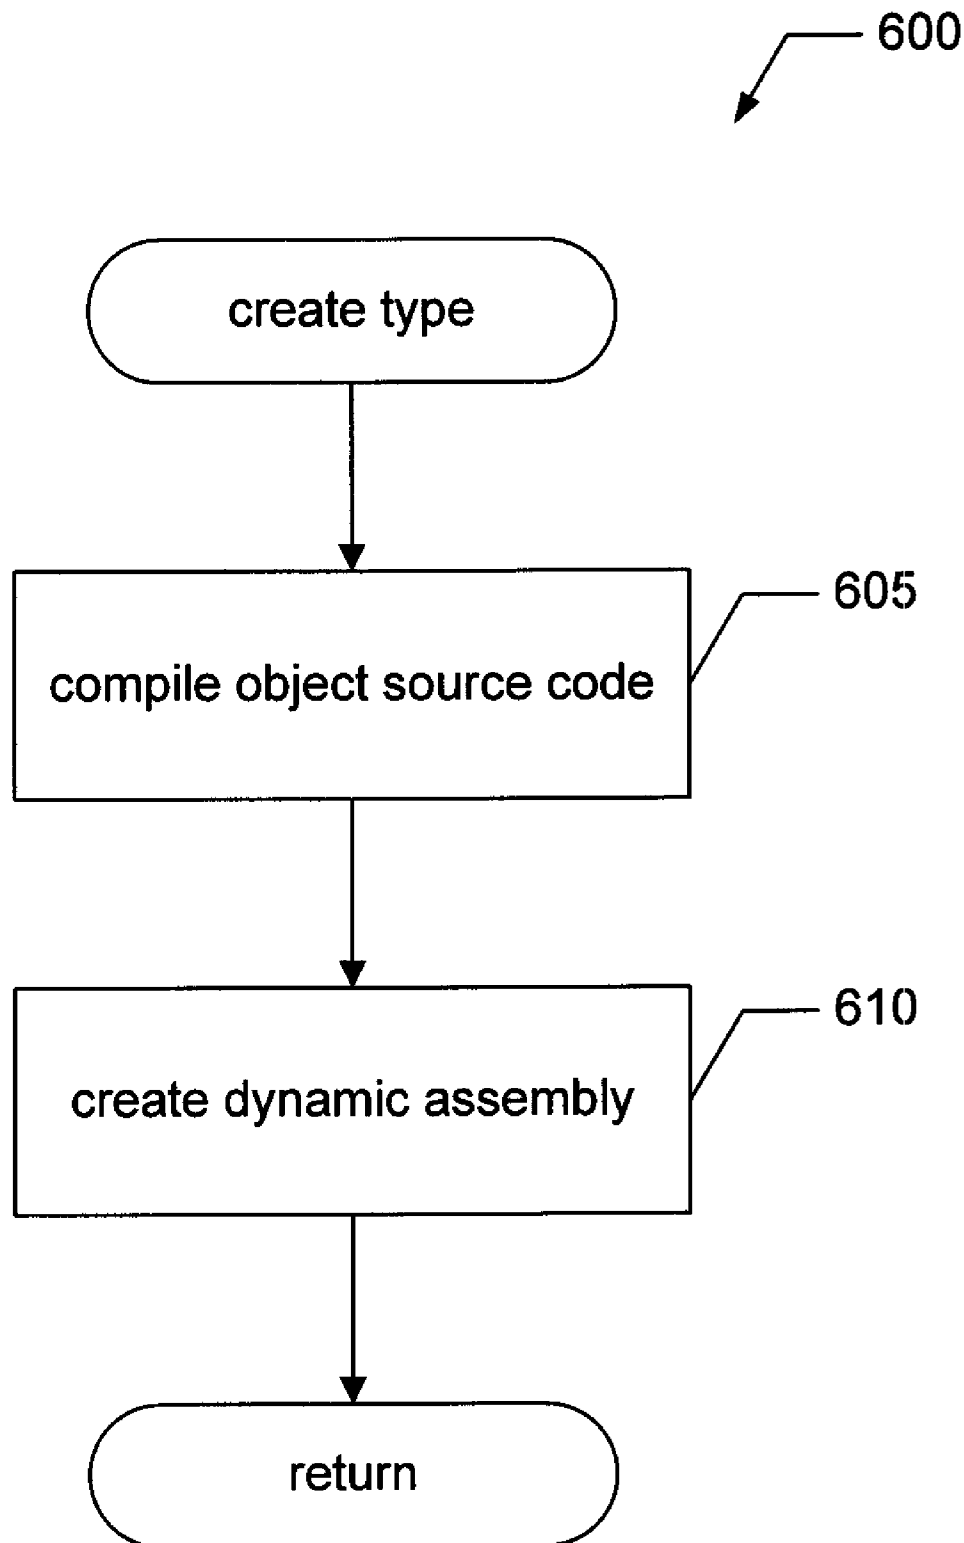 600
create type
605
compile object source code
610
create dynamic assembly
return